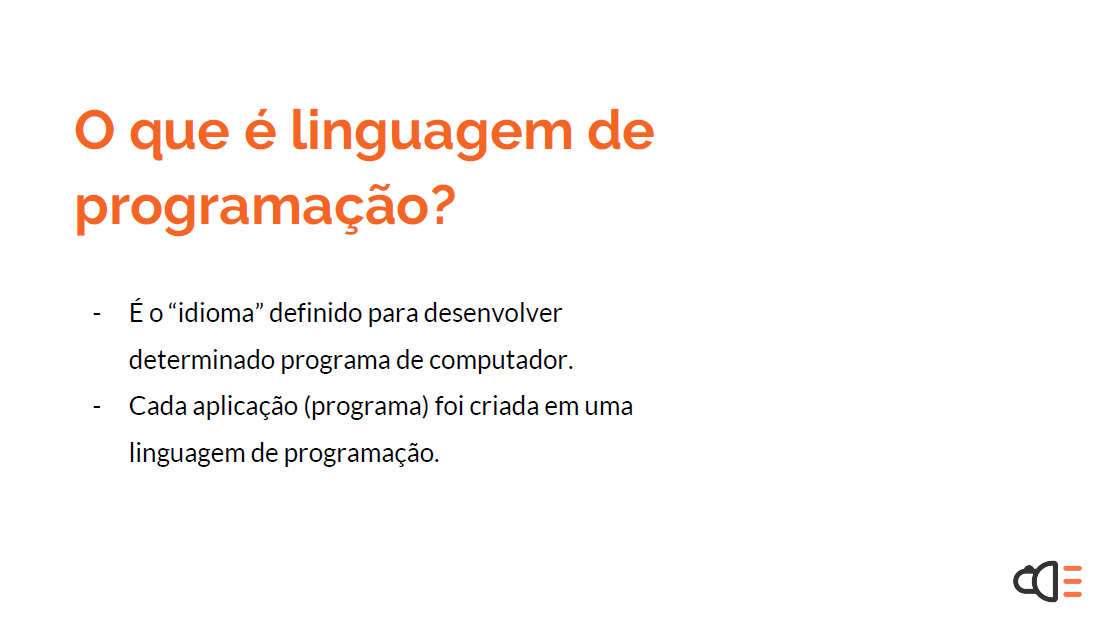 O que é linguagem de
programação?
- É o “idioma” definido para desenvolver
determinado programa de computador.
- Cada aplicação (programa) foi criada em uma
linguagem de programação.